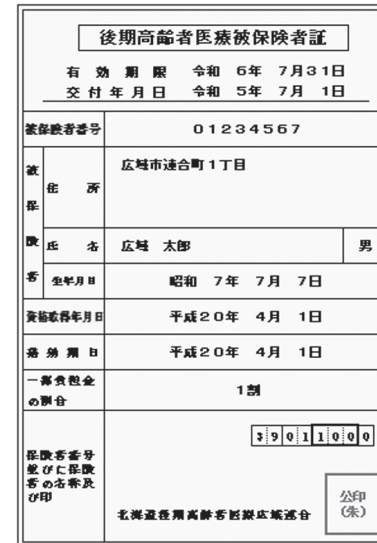 後期高齢者医療被保険者証
有効期限 令和 6年 7月31日
交付年月日 令和 5年 7月 1日
被保険者番号 01234567
被保険者
住所 広域市連合町1丁目
氏名 広域 太郎 男
生年月日 昭和 7年 7月 7日
資格取得年月日 平成20年 4月 1日
発効期日 平成20年 4月 1日
一部負担金の割合 1割
保険者番号並びに保険者の名称及び印
39011000
北海道後期高齢者医療広域連合
公印
(朱)